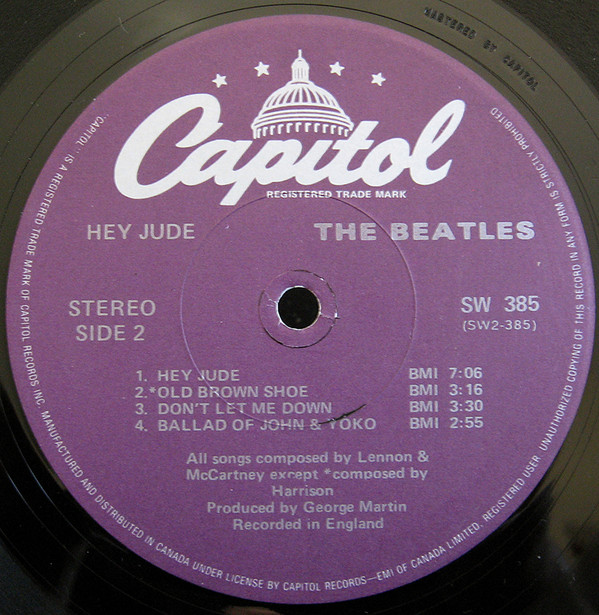 MASTERED BY CAPITOL
Capitol
REGISTERED TRADE MARK
HEY JUDE THE BEATLES
STEREO SW 385
SIDE 2 (SW2-385)
1. HEY JUDE BMI 7:06
2.*OLD BROWN SHOE BMI 3:16
3. DON'T LET ME DOWN BMI 3:30
4. BALLAD OF JOHN & YOKO BMI 2:55
All songs composed by Lennon &
McCartney except *composed by
Harrison
Produced by George Martin
Recorded in England
"CAPITOL" IS A REGISTERED TRADE MARK OF CAPITOL RECORDS INC. MANUFACTURED AND DISTRIBUTED IN CANADA UNDER LICENSE BY CAPITOL RECORDS—EMI OF CANADA LIMITED, REGISTERED USER. UNAUTHORIZED COPYING OF THIS RECORD IN ANY FORM IS STRICTLY PROHIBITED